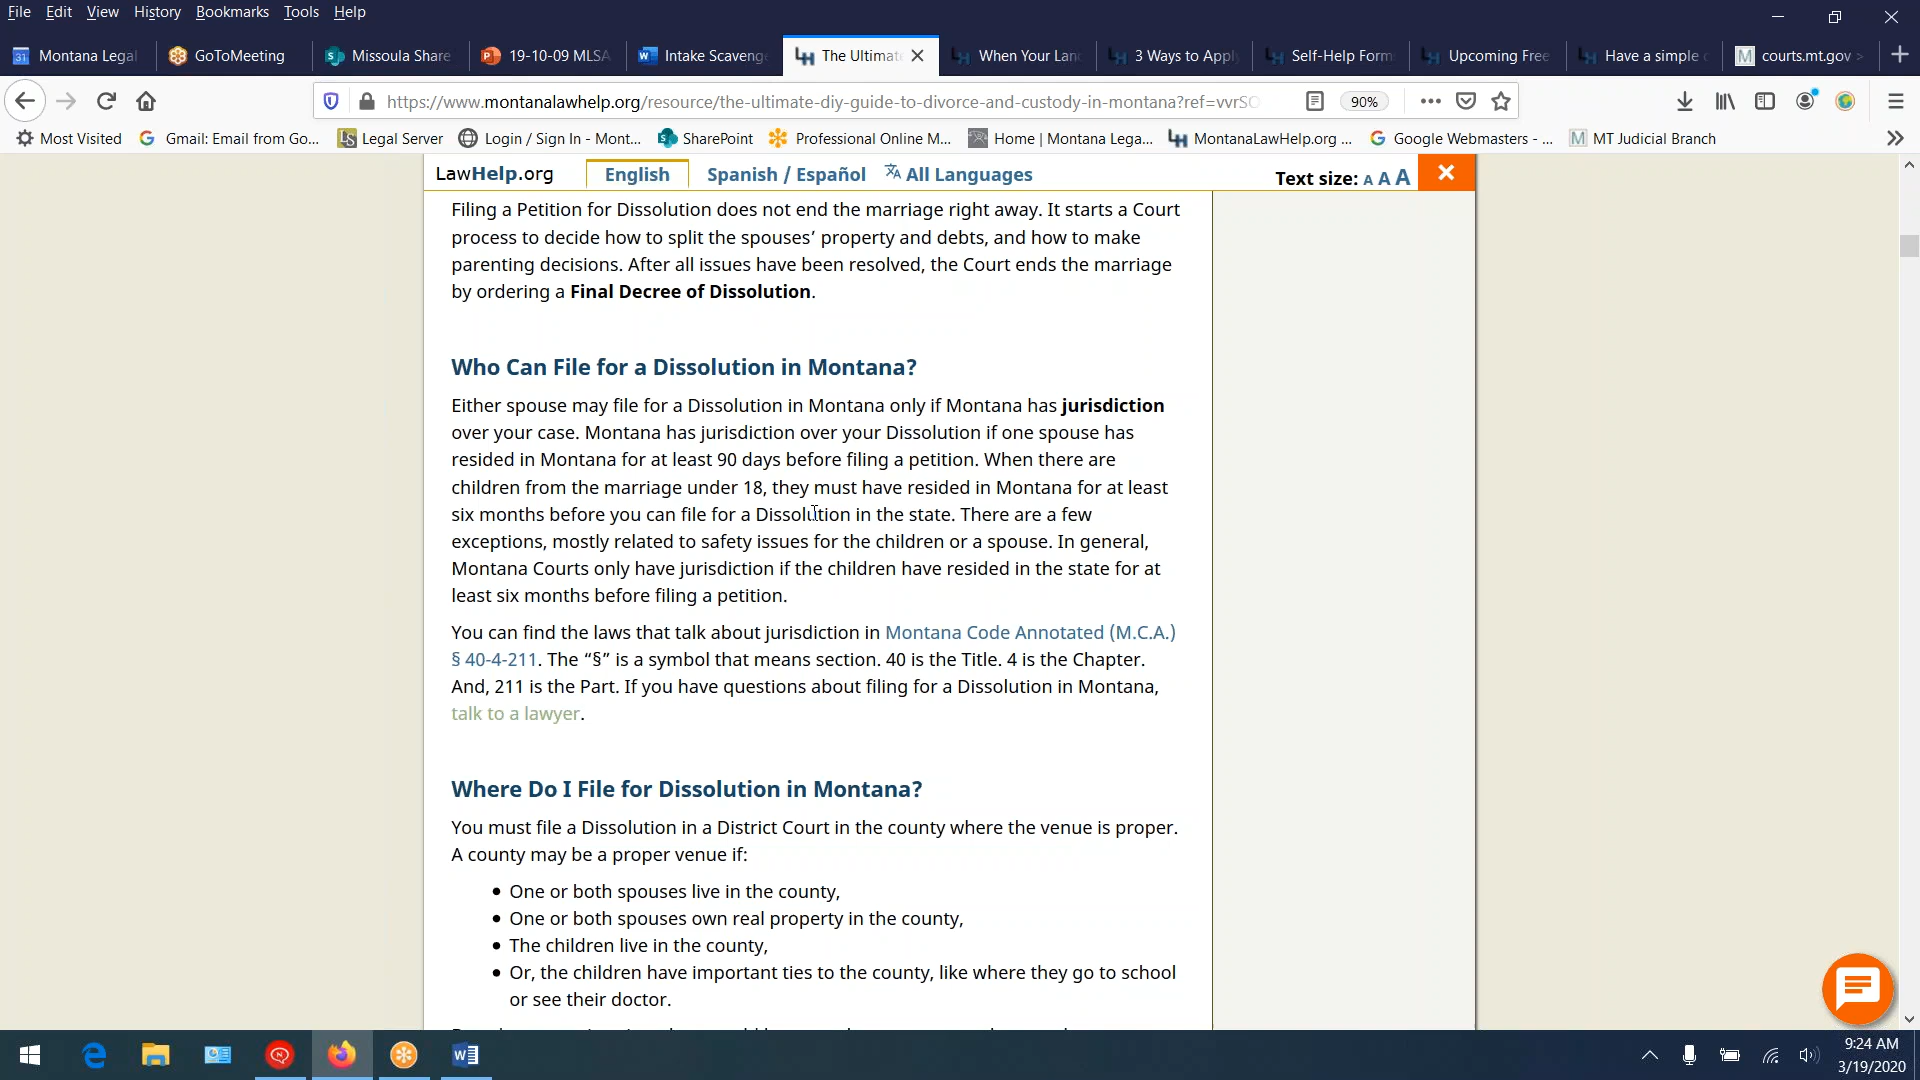 File Edit View History Bookmarks Tools Help
Montana Legal
GoToMeeting
Missoula Share
19-10-09 MLSA
Intake Scaveng
The Ultimat
When Your Lan
3 Ways to Apply
Self-Help Form
Upcoming Free
Have a simple
courts.mt.gov >
https://www.montanalawhelp.org/resource/the-ultimate-diy-guide-to-divorce-and-custody-in-montana?ref=vvrSO
90%
Most Visited
Gmail: Email from Go...
Legal Server
Login / Sign In - Mont...
SharePoint
Professional Online M...
Home | Montana Lega...
MontanaLawHelp.org ...
Google Webmasters - ...
MT Judicial Branch
LawHelp.org English Spanish / Español All Languages Text size: A A A
Filing a Petition for Dissolution does not end the marriage right away. It starts a Court
process to decide how to split the spouses’ property and debts, and how to make
parenting decisions. After all issues have been resolved, the Court ends the marriage
by ordering a Final Decree of Dissolution.
Who Can File for a Dissolution in Montana?
Either spouse may file for a Dissolution in Montana only if Montana has jurisdiction
over your case. Montana has jurisdiction over your Dissolution if one spouse has
resided in Montana for at least 90 days before filing a petition. When there are
children from the marriage under 18, they must have resided in Montana for at least
six months before you can file for a Dissolution in the state. There are a few
exceptions, mostly related to safety issues for the children or a spouse. In general,
Montana Courts only have jurisdiction if the children have resided in the state for at
least six months before filing a petition.
You can find the laws that talk about jurisdiction in Montana Code Annotated (M.C.A.)
§ 40-4-211. The “§” is a symbol that means section. 40 is the Title. 4 is the Chapter.
And, 211 is the Part. If you have questions about filing for a Dissolution in Montana,
talk to a lawyer.
Where Do I File for Dissolution in Montana?
You must file a Dissolution in a District Court in the county where the venue is proper.
A county may be a proper venue if:
• One or both spouses live in the county,
• One or both spouses own real property in the county,
• The children live in the county,
• Or, the children have important ties to the county, like where they go to school
or see their doctor.
9:24 AM
3/19/2020